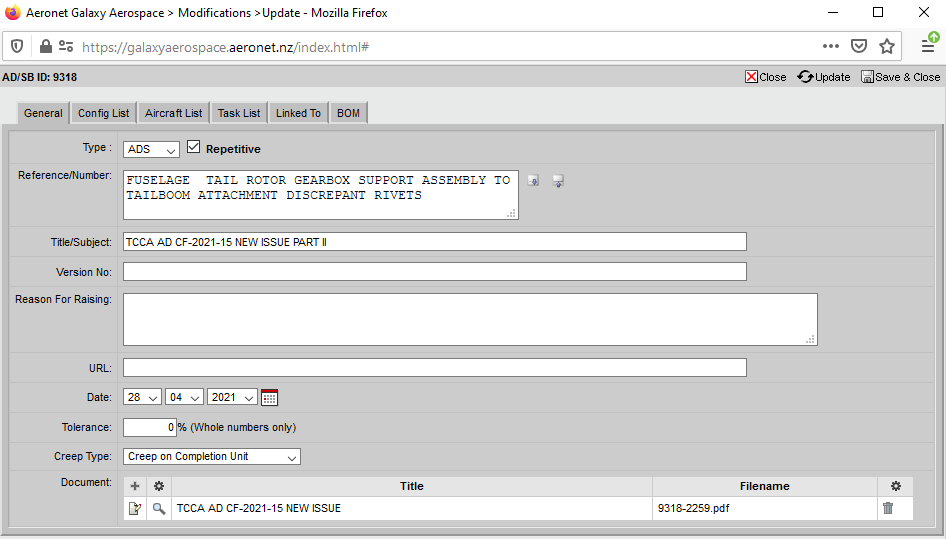 Aeronet Galaxy Aerospace > Modifications >Update - Mozilla Firefox
https://galaxyaerospace.aeronet.nz/index.html#
AD/SB ID: 9318 Close Update Save & Close
General Config List Aircraft List Task List Linked To BOM
Type : ADS Repetitive
Reference/Number: FUSELAGE  TAIL ROTOR GEARBOX SUPPORT ASSEMBLY TO
TAILBOOM ATTACHMENT DISCREPANT RIVETS
Title/Subject: TCCA AD CF-2021-15 NEW ISSUE PART II
Version No:
Reason For Raising:
URL:
Date: 28 04 2021
Tolerance: 0 % (Whole numbers only)
Creep Type: Creep on Completion Unit
Document: Title Filename
TCCA AD CF-2021-15 NEW ISSUE 9318-2259.pdf